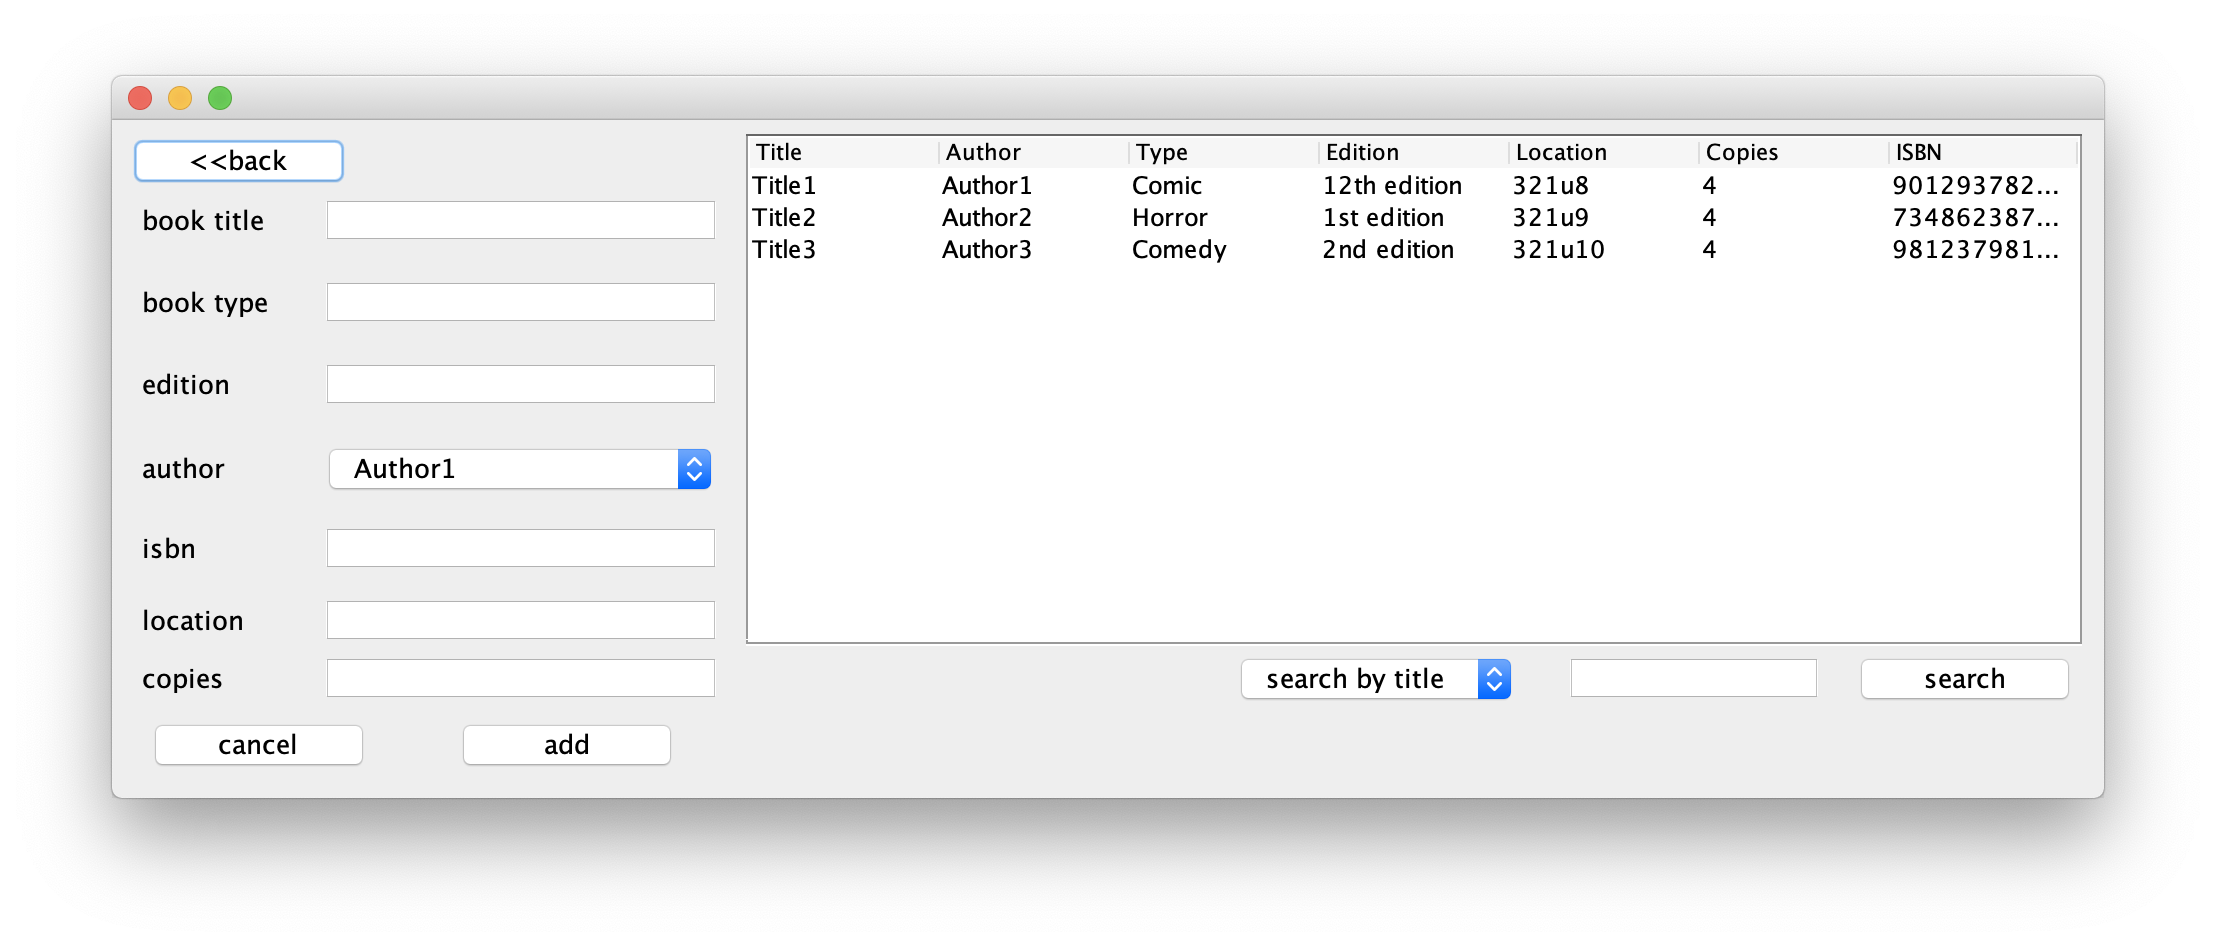 <<back
book title
book type
edition
author Author1
isbn
location
copies
cancel add
Title Author Type Edition Location Copies ISBN
Title1 Author1 Comic 12th edition 321u8 4 901293782...
Title2 Author2 Horror 1st edition 321u9 4 734862387...
Title3 Author3 Comedy 2nd edition 321u10 4 981237981...
search by title search